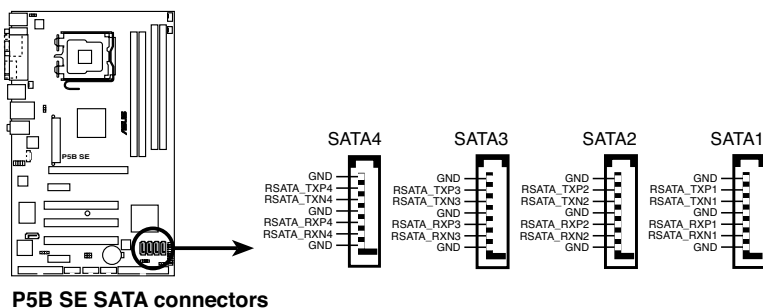 ASUS
P5B SE
SATA4
GND
RSATA_TXP4
RSATA_TXN4
GND
RSATA_RXP4
RSATA_RXN4
GND
SATA3
GND
RSATA_TXP3
RSATA_TXN3
GND
RSATA_RXP3
RSATA_RXN3
GND
SATA2
GND
RSATA_TXP2
RSATA_TXN2
GND
RSATA_RXP2
RSATA_RXN2
GND
SATA1
GND
RSATA_TXP1
RSATA_TXN1
GND
RSATA_RXP1
RSATA_RXN1
GND
P5B SE SATA connectors